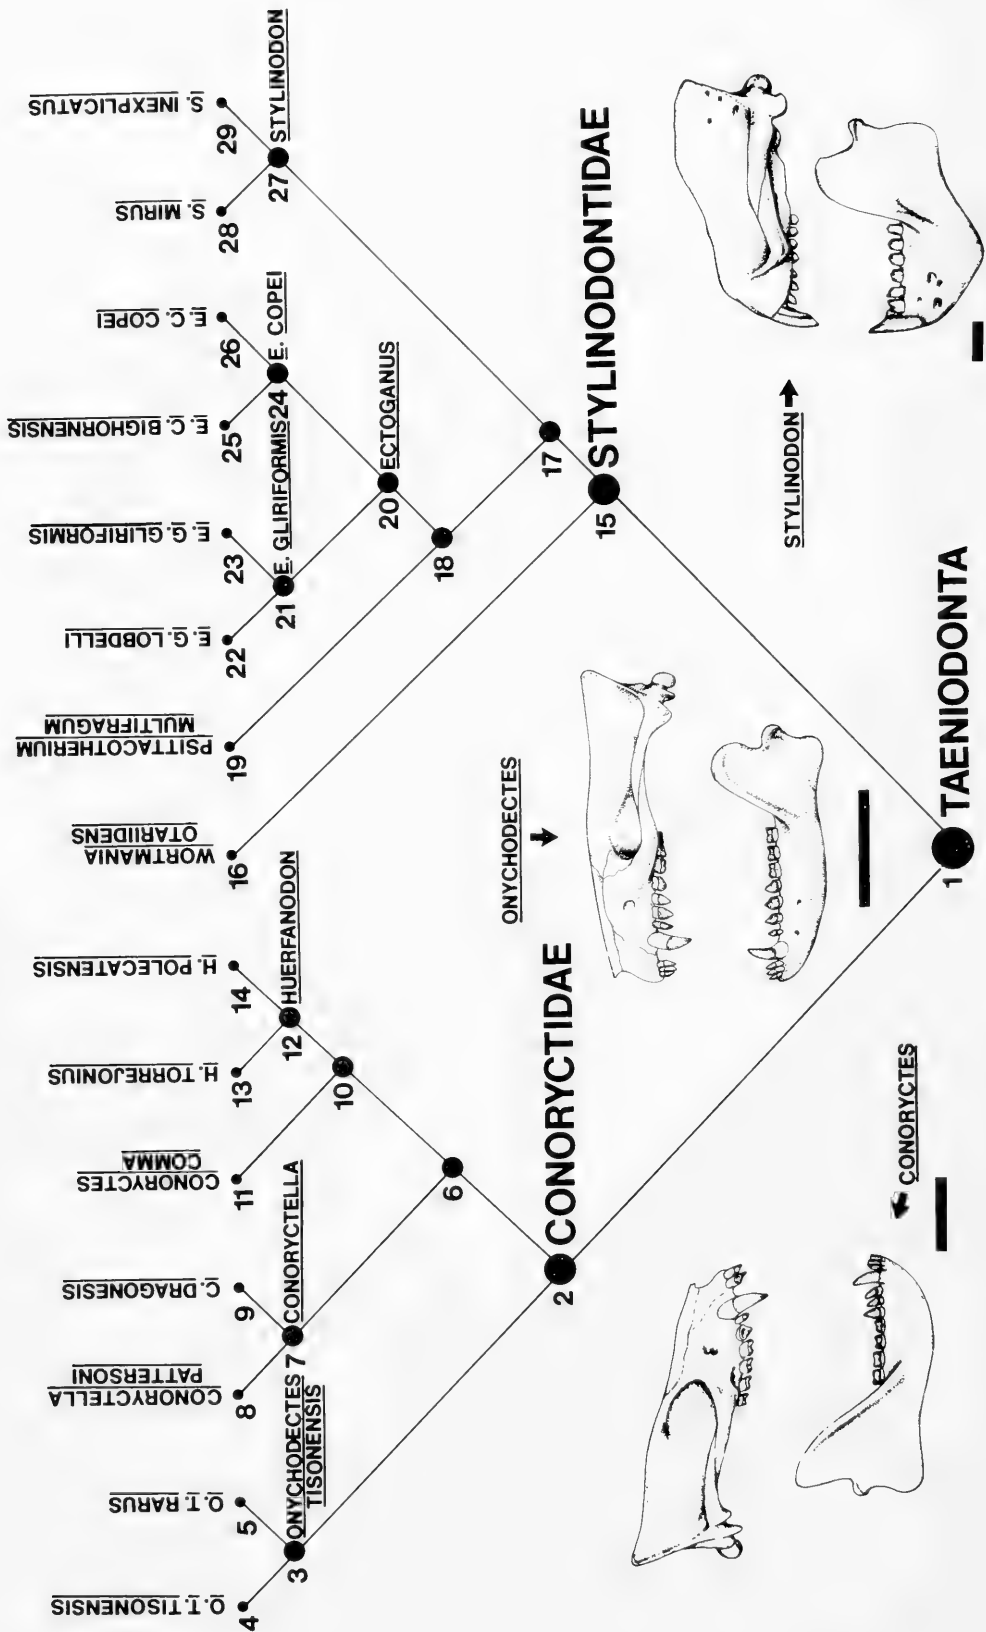 O. T. TISONENSIS
4
O. T. RARUS
5
3
ONYCHODECTES
TISONENSIS
CONORYCTELLA
PATTERSONI
8
C. DRAGONESIS
9
7
CONORYCTELLA
CONORYCTES
COMMA
11
H. TORREJONIUS
13
H. POLECATENSIS
14
12
HUERFANODON
10
6
2
CONORYCTIDAE
WORTMANIA
OTARIIDENS
16
PSITTACOTHERIUM
MULTIFRAGUM
19
E. G. LOBDELLI
22
E. G. GLIRIFORMIS
23
21
E. GLIRIFORMIS
E. C. BIGHORNENSIS
25
E. C. COPEI
26
24
E. COPEI
20
ECTOGANUS
18
S. MIRUS
28
S. INEXPLICATUS
29
27
STYLINODON
17
15
STYLINODONTIDAE
ONYCHODECTES
CONORYCTES
STYLINODON
1
TAENIODONTA